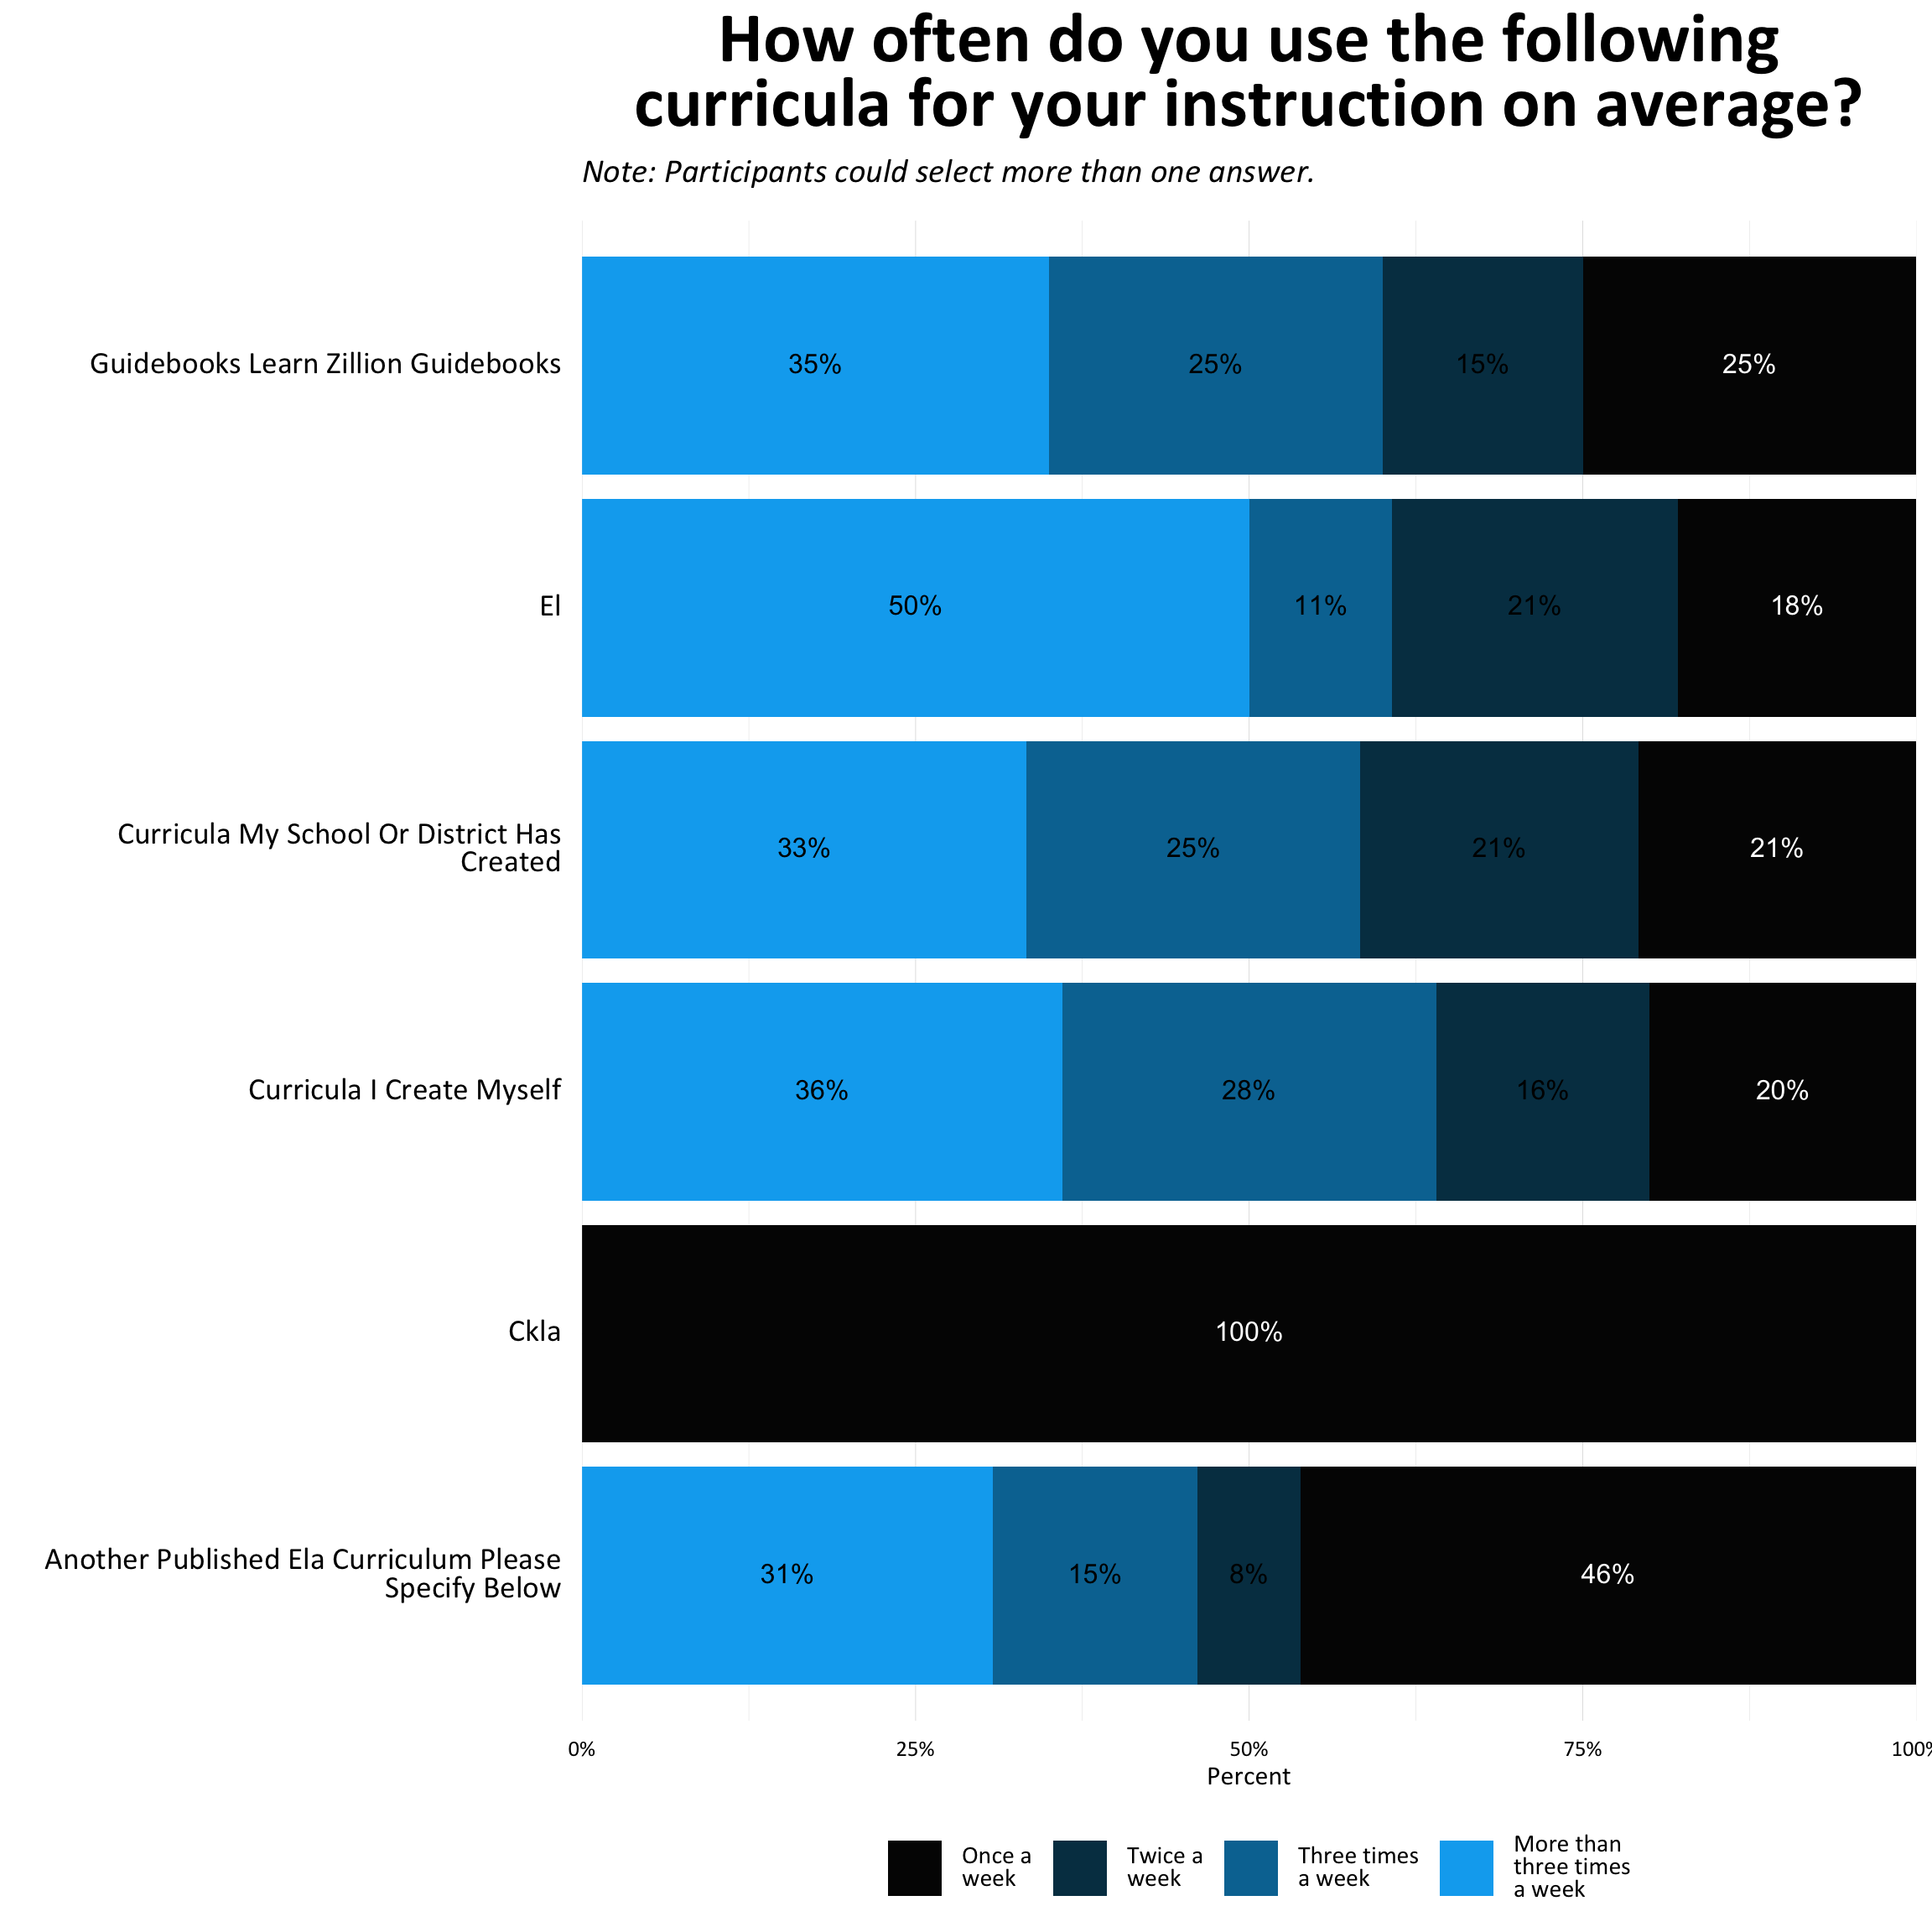 How often do you use the following
curricula for your instruction on average?
Note: Participants could select more than one answer.
Guidebooks Learn Zillion Guidebooks
35%
25%
15%
25%
El
50%
11%
21%
18%
Curricula My School Or District Has
Created
33%
25%
21%
21%
Curricula I Create Myself
36%
28%
16%
20%
Ckla
100%
Another Published Ela Curriculum Please
Specify Below
31%
15%
8%
46%
0%
25%
50%
75%
100%
Percent
Once a
week
Twice a
week
Three times
a week
More than
three times
a week